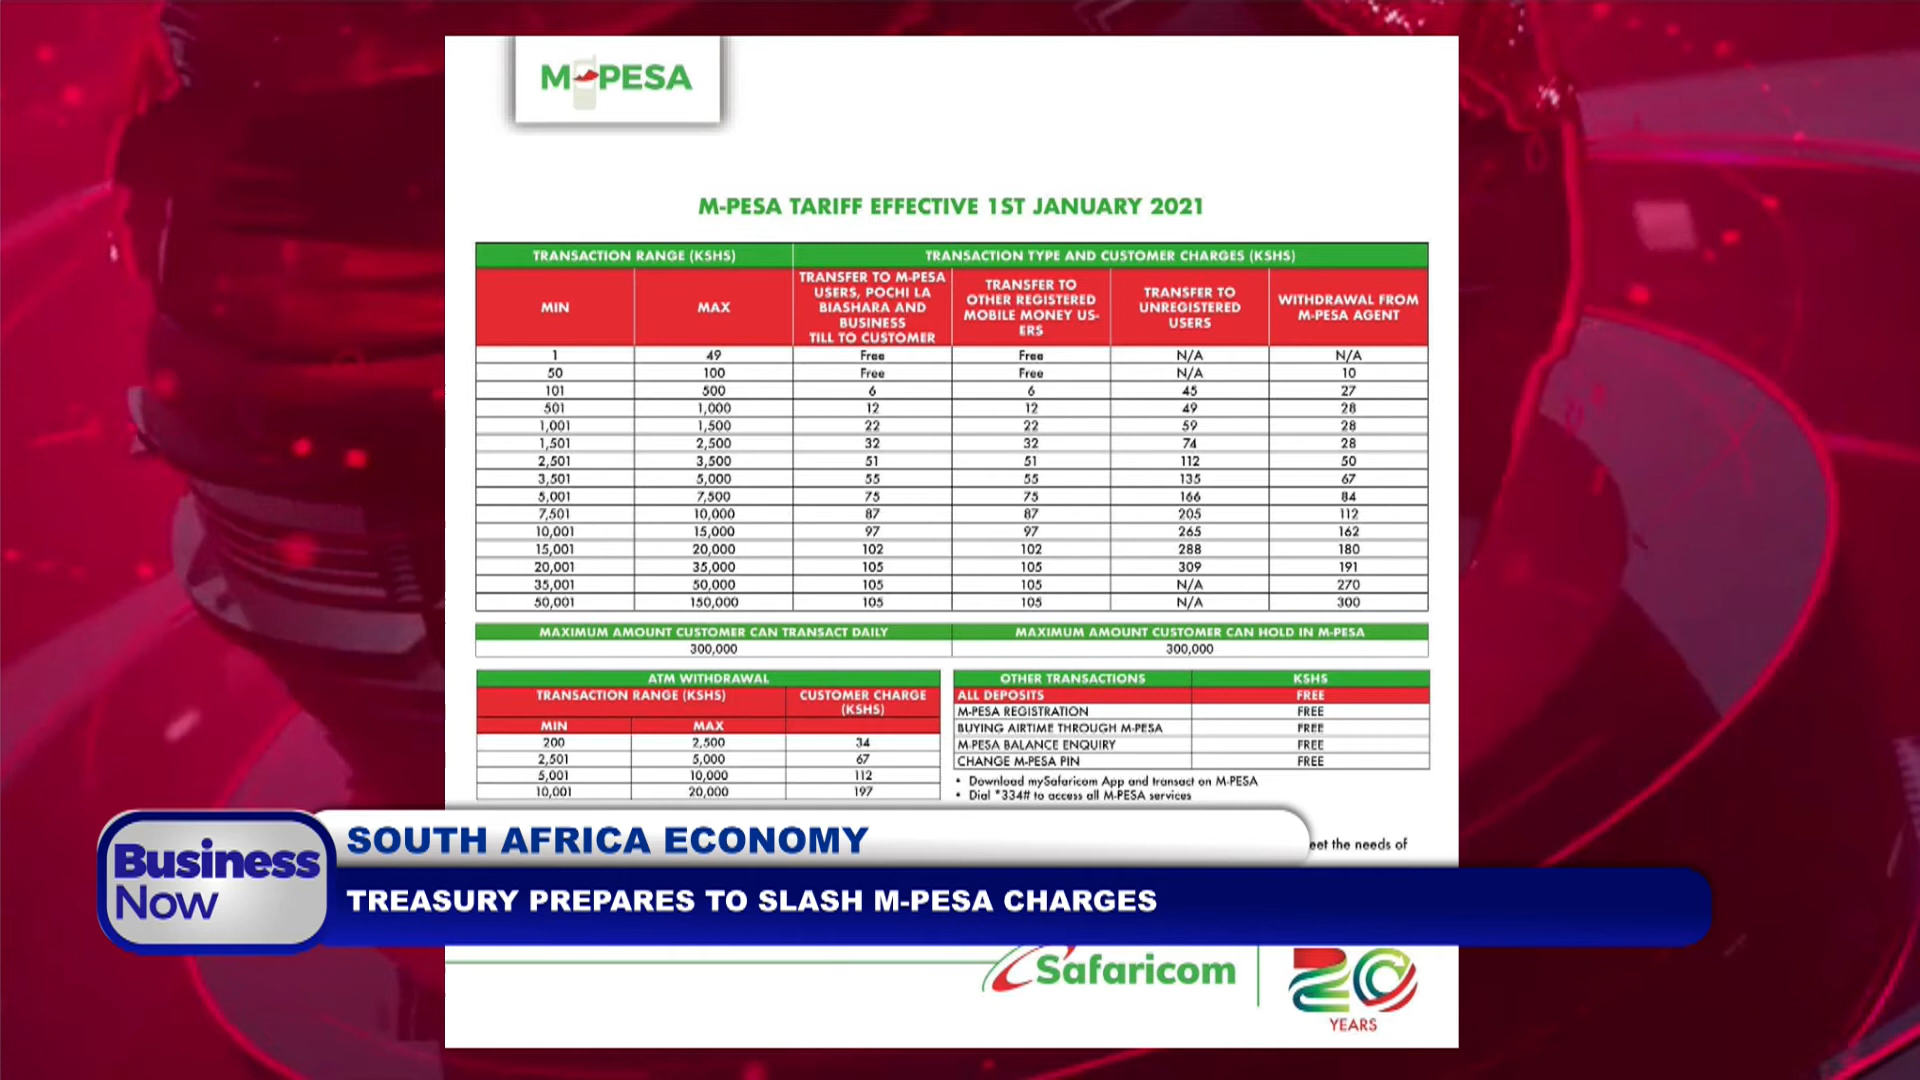 M-PESA
M-PESA TARIFF EFFECTIVE 1ST JANUARY 2021
TRANSACTION RANGE (KSHS) TRANSACTION TYPE AND CUSTOMER CHARGES (KSHS)
MIN MAX TRANSFER TO M-PESA USERS, POCHI LA BIASHARA AND BUSINESS TILL TO CUSTOMER TRANSFER TO OTHER REGISTERED MOBILE MONEY US-ERS TRANSFER TO UNREGISTERED USERS WITHDRAWAL FROM M-PESA AGENT
1 49 Free Free N/A N/A
50 100 Free Free N/A 10
101 500 6 6 45 27
501 1,000 12 12 49 28
1,001 1,500 22 22 59 28
1,501 2,500 32 32 74 28
2,501 3,500 51 51 112 50
3,501 5,000 55 55 135 67
5,001 7,500 75 75 166 84
7,501 10,000 87 87 205 112
10,001 15,000 97 97 265 162
15,001 20,000 102 102 288 180
20,001 35,000 105 105 309 191
35,001 50,000 105 105 N/A 270
50,001 150,000 105 105 N/A 300
MAXIMUM AMOUNT CUSTOMER CAN TRANSACT DAILY MAXIMUM AMOUNT CUSTOMER CAN HOLD IN M-PESA
300,000 300,000
ATM WITHDRAWAL
TRANSACTION RANGE (KSHS) CUSTOMER CHARGE (KSHS)
MIN MAX
200 2,500 34
2,501 5,000 67
5,001 10,000 112
10,001 20,000 197
OTHER TRANSACTIONS KSHS
ALL DEPOSITS FREE
M-PESA REGISTRATION FREE
BUYING AIRTIME THROUGH M-PESA FREE
M-PESA BALANCE ENQUIRY FREE
CHANGE M-PESA PIN FREE
• Download mySafaricom App and transact on M-PESA
• Dial *334# to access all M-PESA services
eet the needs of
Business
Now
SOUTH AFRICA ECONOMY
TREASURY PREPARES TO SLASH M-PESA CHARGES
Safaricom
20
YEARS